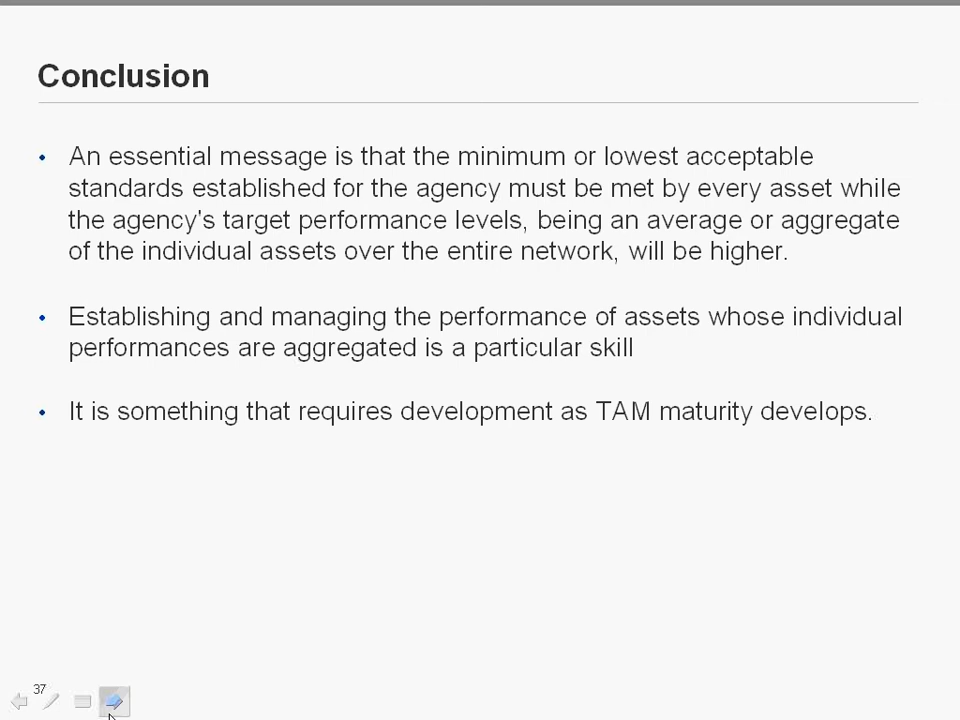 Conclusion
• An essential message is that the minimum or lowest acceptable
standards established for the agency must be met by every asset while
the agency's target performance levels, being an average or aggregate
of the individual assets over the entire network, will be higher.
• Establishing and managing the performance of assets whose individual
performances are aggregated is a particular skill
• It is something that requires development as TAM maturity develops.
37